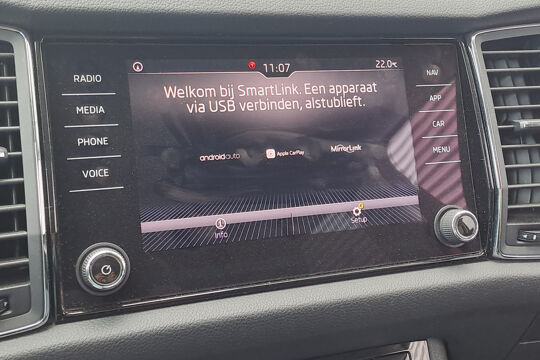 11:07
22.0℃
RADIO
MEDIA
PHONE
VOICE
Welkom bij SmartLink. Een apparaat
via USB verbinden, alstublieft.
androidauto
Apple CarPlay
MirrorLink
Info
Setup
NAV
APP
CAR
MENU